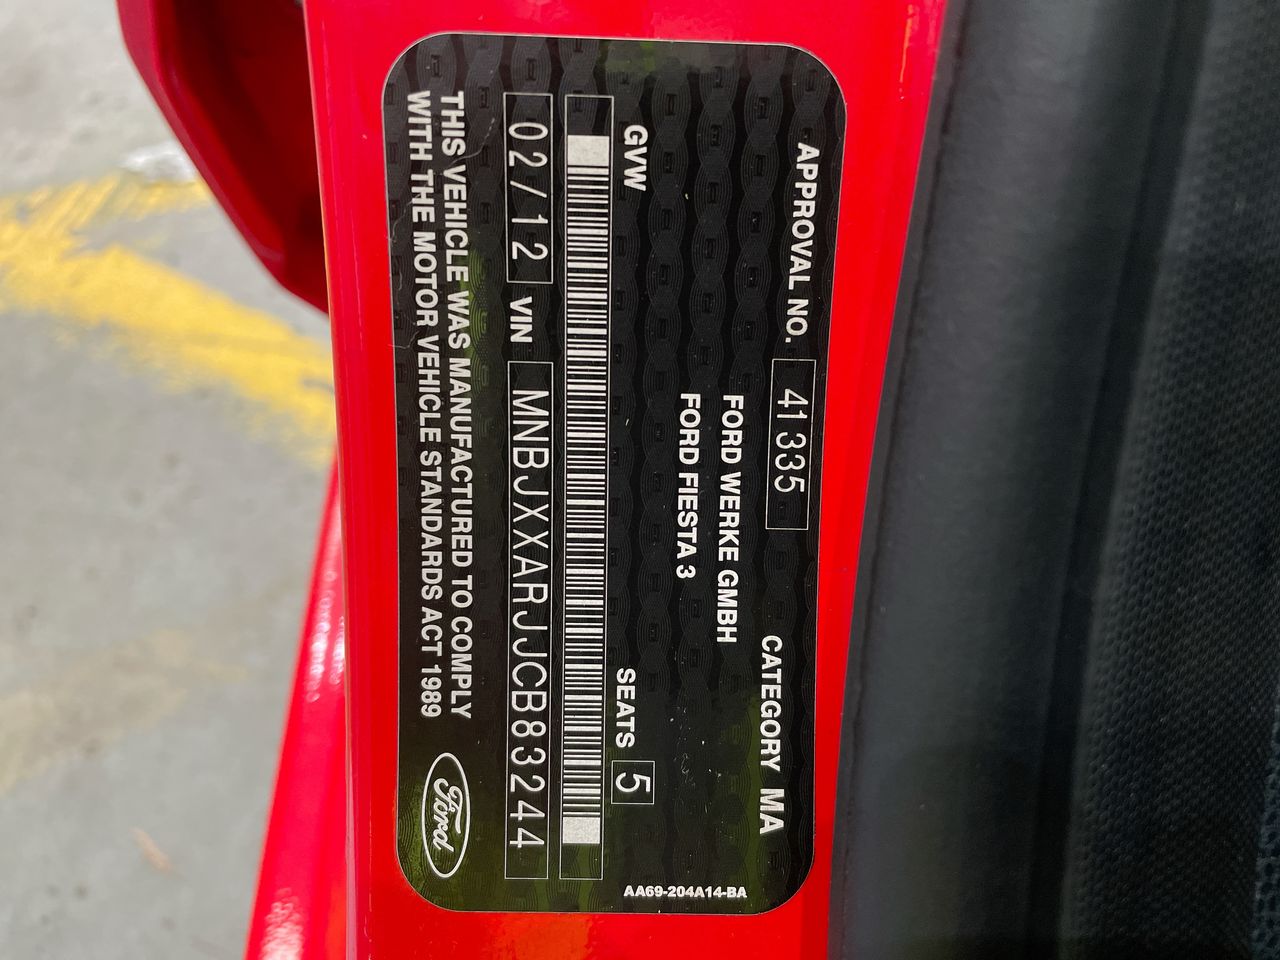 APPROVAL NO. 41335 CATEGORY MA
FORD WERKE GMBH
FORD FIESTA 3
GVW SEATS 5
02/12 VIN MNBJXXARJJCB83244
THIS VEHICLE WAS MANUFACTURED TO COMPLY
WITH THE MOTOR VEHICLE STANDARDS ACT 1989
Ford
AA69-204A14-BA